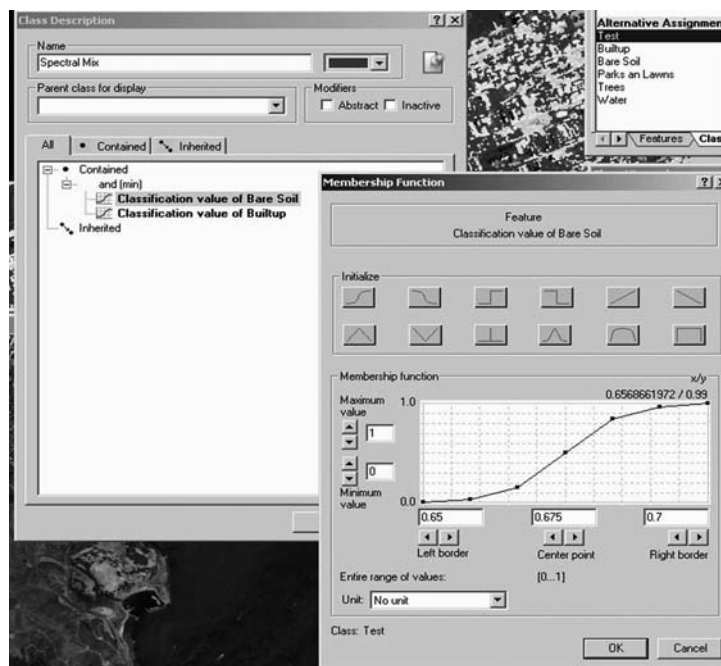 Class Description
Name
Spectral Mix
Parent class for display
Modifiers
Abstract
Inactive
All
Contained
Inherited
Contained
and (min)
Classification value of Bare Soil
Classification value of Builtup
Inherited
Alternative Assignmen
Test
Builtup
Bare Soil
Parks an Lawns
Trees
Water
Features
Clas
Membership Function
Feature
Classification value of Bare Soil
Initialize
Membership function
x/y
0.6568661972 / 0.99
Maximum value
1.0
1
0
Minimum value
0.0
0.65
0.675
0.7
Left border
Center point
Right border
Entire range of values:
[0...1]
Unit:
No unit
Class: Test
OK
Cancel